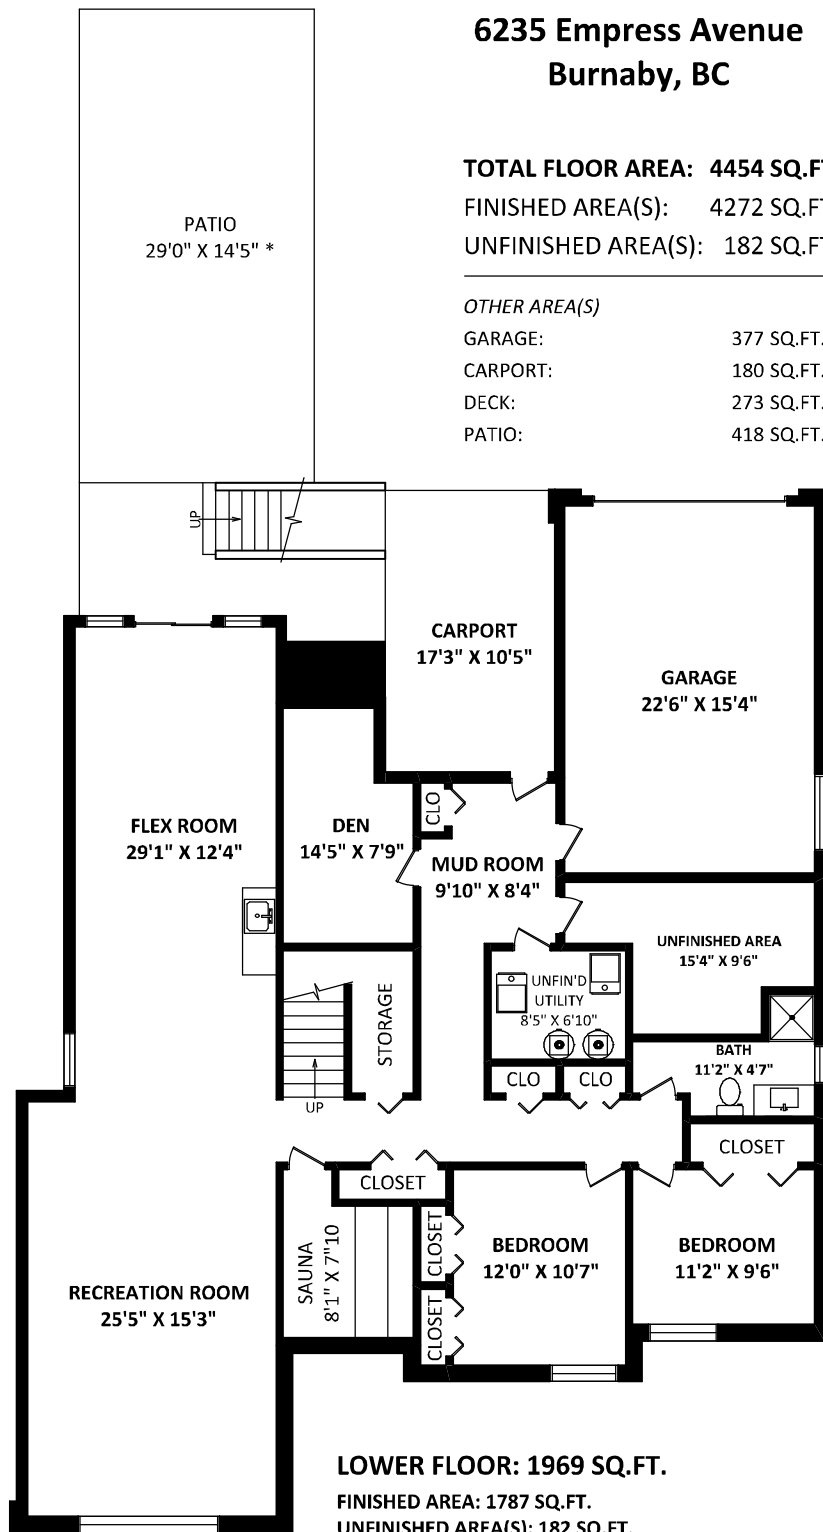 6235 Empress Avenue
Burnaby, BC
TOTAL FLOOR AREA: 4454 SQ.FT
FINISHED AREA(S): 4272 SQ.FT
UNFINISHED AREA(S): 182 SQ.FT
OTHER AREA(S)
GARAGE: 377 SQ.FT.
CARPORT: 180 SQ.FT.
DECK: 273 SQ.FT.
PATIO: 418 SQ.FT.
PATIO
29'0" X 14'5" *
UP
CARPORT
17'3" X 10'5"
GARAGE
22'6" X 15'4"
FLEX ROOM
29'1" X 12'4"
DEN
14'5" X 7'9"
CLO
MUD ROOM
9'10" X 8'4"
UNFINISHED AREA
15'4" X 9'6"
UNFIN'D
UTILITY
8'5" X 6'10"
STORAGE
UP
CLO
CLO
BATH
11'2" X 4'7"
CLOSET
CLOSET
SAUNA
8'1" X 7"10
CLOSET
CLOSET
BEDROOM
12'0" X 10'7"
BEDROOM
11'2" X 9'6"
RECREATION ROOM
25'5" X 15'3"
LOWER FLOOR: 1969 SQ.FT.
FINISHED AREA: 1787 SQ.FT.
UNFINISHED AREA(S): 182 SQ.FT.